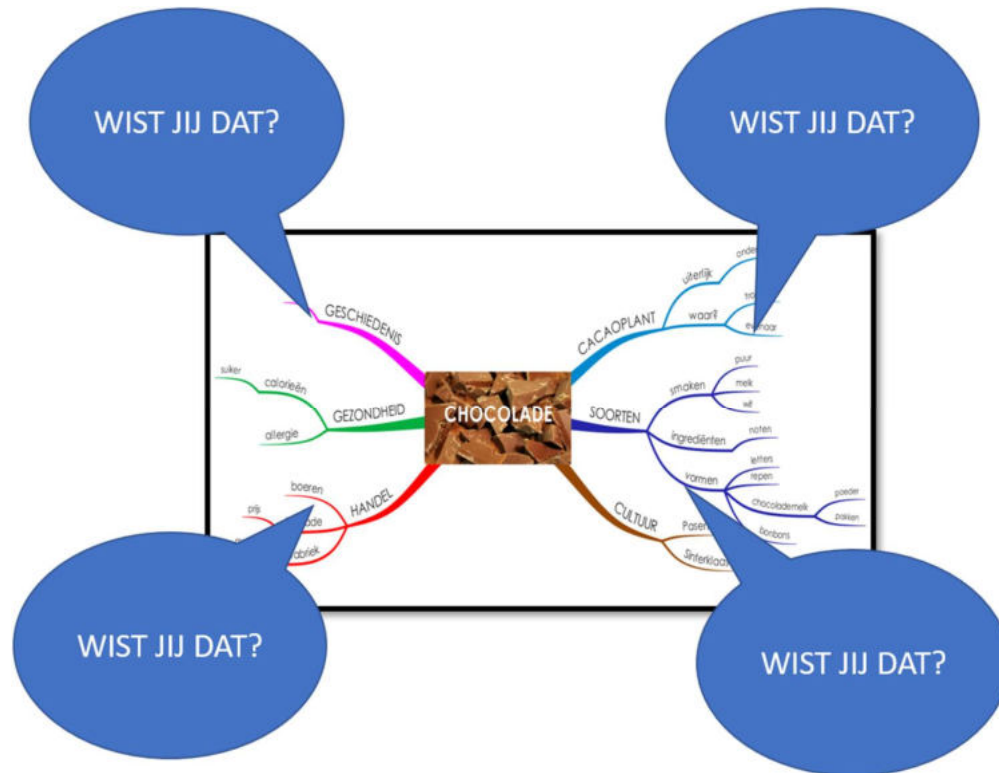 WIST JIJ DAT?
WIST JIJ DAT?
GESCHIEDENIS
suiker
calorieën
GEZONDHEID
allergie
boeren
HANDEL
prijs
CHOCOLADE
uiterlijk
CACAOPLANT
waar?
SOORTEN
smaken
puur
melk
wit
ingrediënten
noten
vormen
letters
repen
chocolademelk
poeder
pakken
bonbons
CULTUUR
Pasen
Sinterklaas
WIST JIJ DAT?
WIST JIJ DAT?